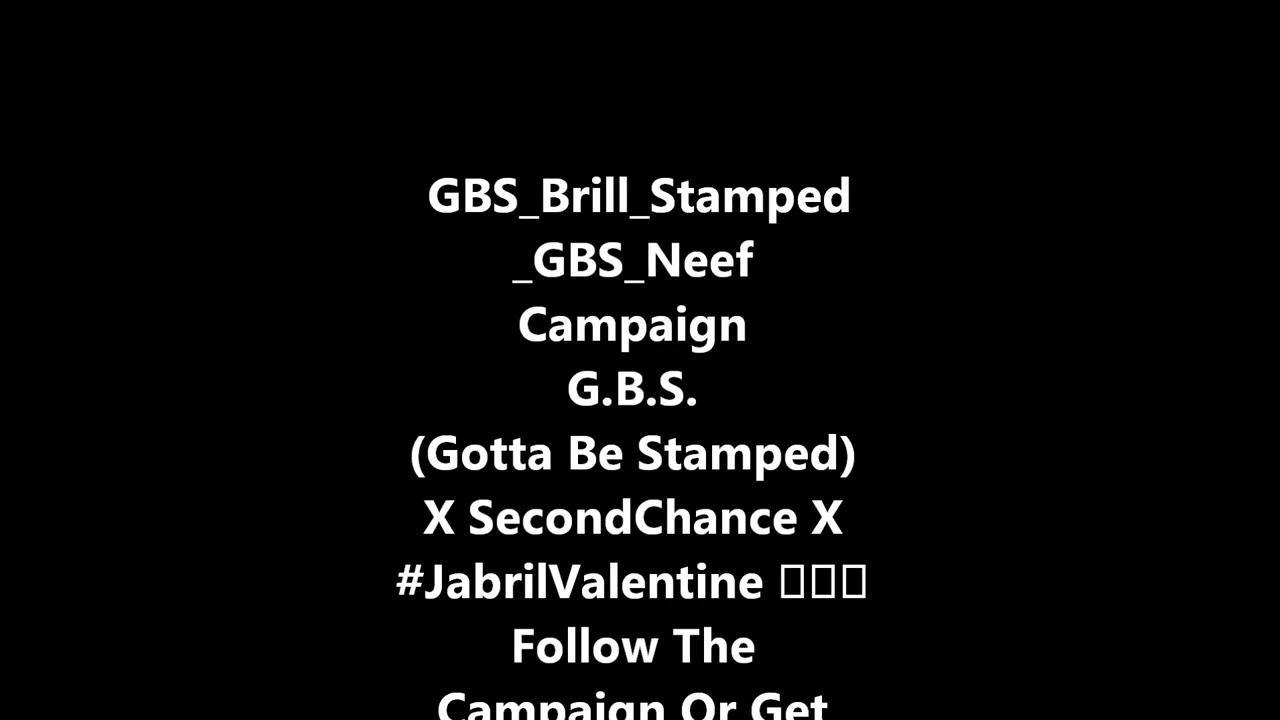 GBS_Brill_Stamped
_GBS_Neef
Campaign
G.B.S.
(Gotta Be Stamped)
X SecondChance X
#JabrilValentine □□□
Follow The
Campaign Or Get